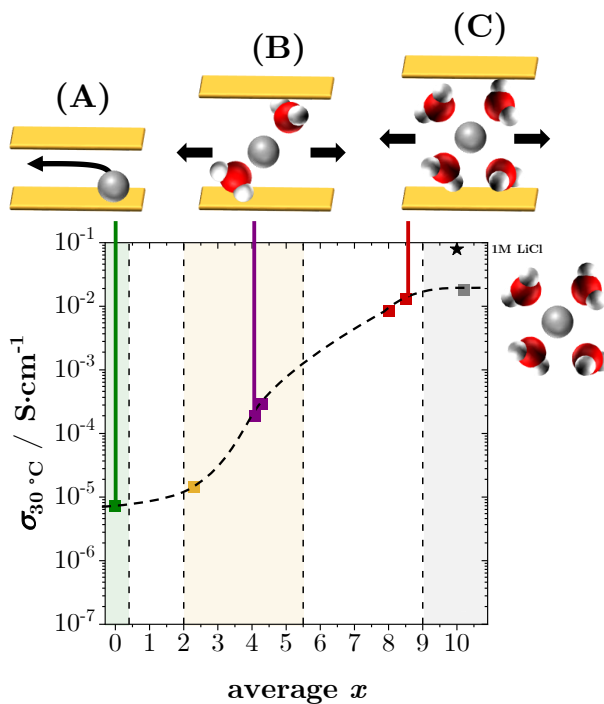 (A)
(B)
(C)
10⁻¹
10⁻²
10⁻³
10⁻⁴
10⁻⁵
10⁻⁶
10⁻⁷
σ₃₀ °C / S·cm⁻¹
1M LiCl
0 1 2 3 4 5 6 7 8 9 10
average x